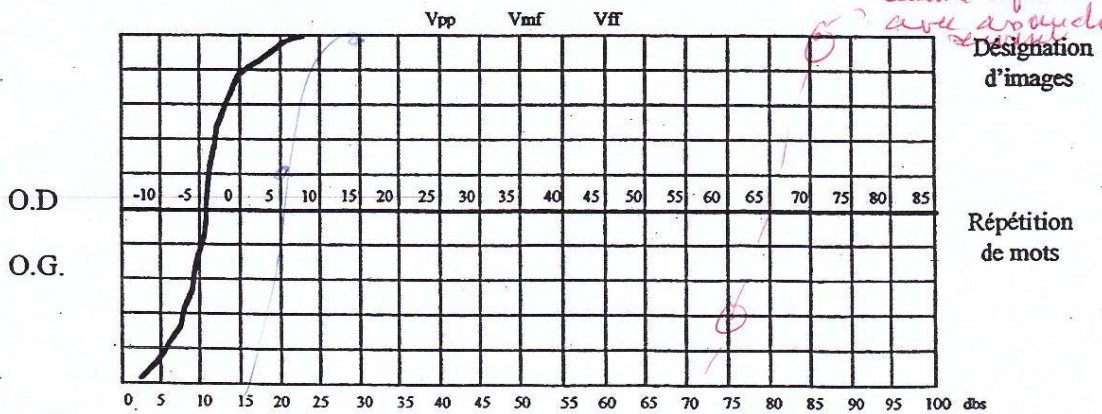 Vpp Vmf Vff
avec
Désignation
d'images
O.D
-10 -5 0 5 10 15 20 25 30 35 40 45 50 55 60 65 70 75 80 85
Répétition
de mots
O.G.
0 5 10 15 20 25 30 35 40 45 50 55 60 65 70 75 80 85 90 95 100 dbs